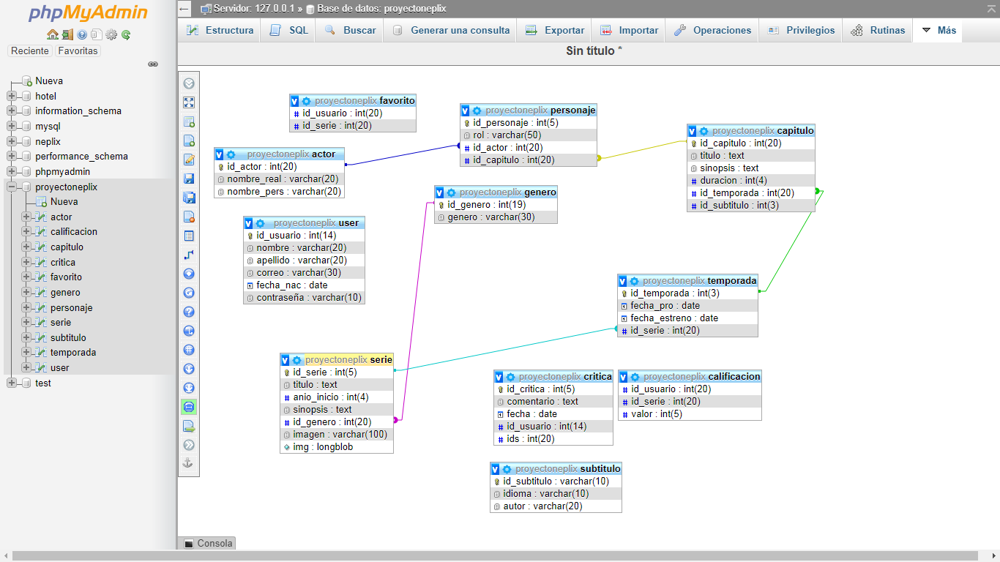 phpMyAdmin
Reciente Favoritas
Nueva
hotel
information_schema
mysql
neplix
performance_schema
phpmyadmin
proyectoneplix
Nueva
actor
calificacion
capitulo
critica
favorito
genero
personaje
serie
subtitulo
temporada
user
test
Servidor: 127.0.0.1 » Base de datos: proyectoneplix
Estructura SQL Buscar Generar una consulta Exportar Importar Operaciones Privilegios Rutinas Más
Sin título *
proyectoneplix favorito
id_usuario : int(20)
id_serie : int(20)
proyectoneplix personaje
id_personaje : int(5)
rol : varchar(50)
id_actor : int(20)
id_capitulo : int(20)
proyectoneplix capitulo
id_capitulo : int(20)
titulo : text
sinopsis : text
duracion : int(4)
id_temporada : int(20)
id_subtitulo : int(3)
proyectoneplix actor
id_actor : int(20)
nombre_real : varchar(20)
nombre_pers : varchar(20)
proyectoneplix genero
id_genero : int(19)
genero : varchar(30)
proyectoneplix user
id_usuario : int(14)
nombre : varchar(20)
apellido : varchar(20)
correo : varchar(30)
fecha_nac : date
contraseña : varchar(10)
proyectoneplix temporada
id_temporada : int(3)
fecha_pro : date
fecha_estreno : date
id_serie : int(20)
proyectoneplix serie
id_serie : int(5)
titulo : text
anio_inicio : int(4)
sinopsis : text
id_genero : int(20)
imagen : varchar(100)
img : longblob
proyectoneplix critica
id_critica : int(5)
comentario : text
fecha : date
id_usuario : int(14)
ids : int(20)
proyectoneplix calificacion
id_usuario : int(20)
id_serie : int(20)
valor : int(5)
proyectoneplix subtitulo
id_subtitulo : varchar(10)
idioma : varchar(10)
autor : varchar(20)
Consola